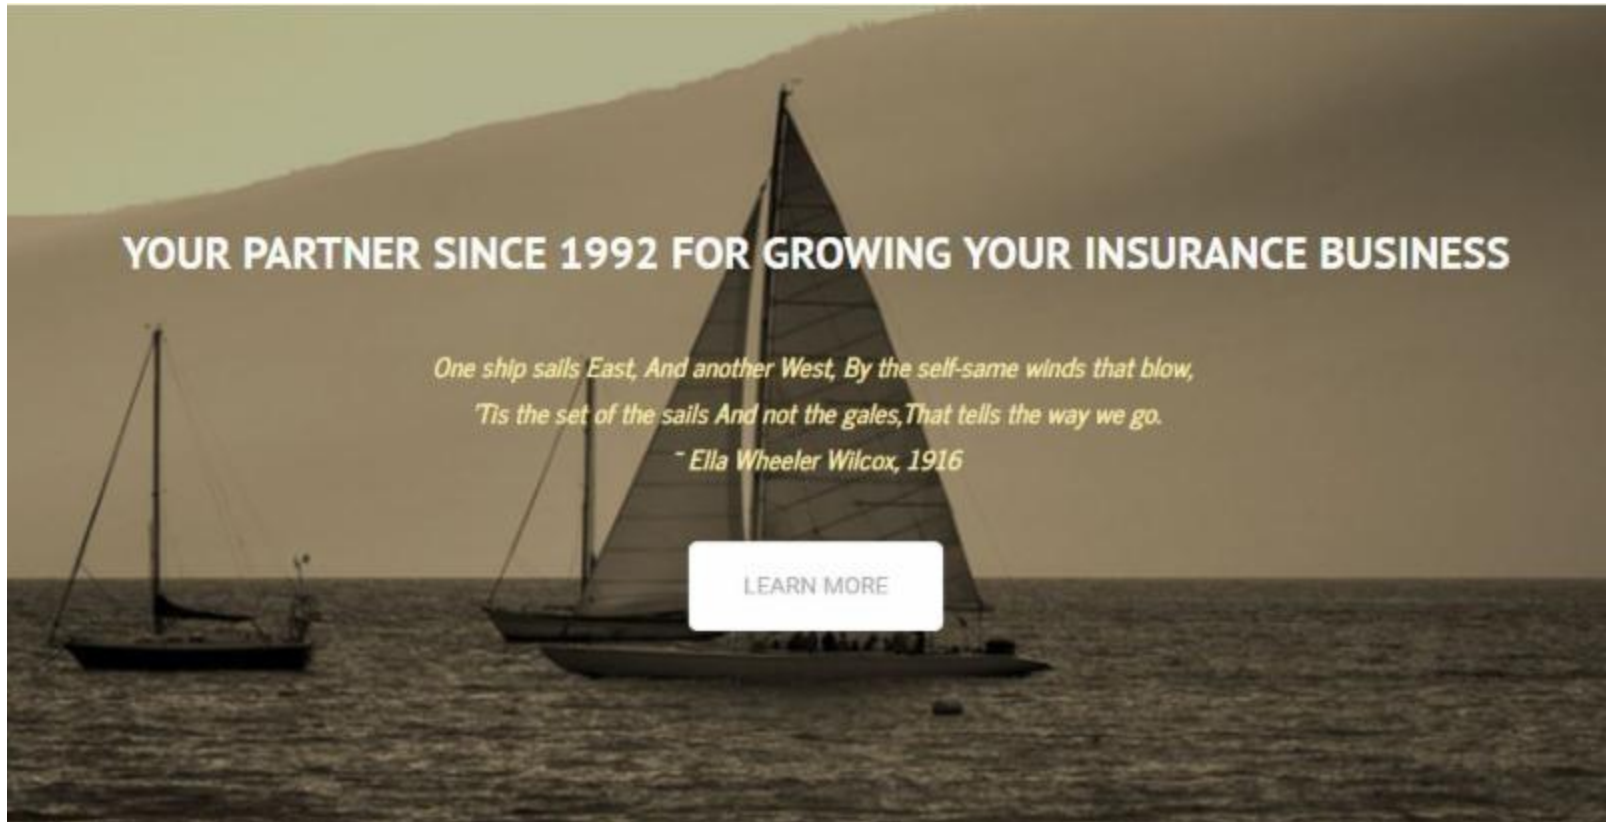 YOUR PARTNER SINCE 1992 FOR GROWING YOUR INSURANCE BUSINESS
One ship sails East, And another West, By the self-same winds that blow,
'Tis the set of the sails And not the gales,That tells the way we go.
~ Ella Wheeler Wilcox, 1916
LEARN MORE